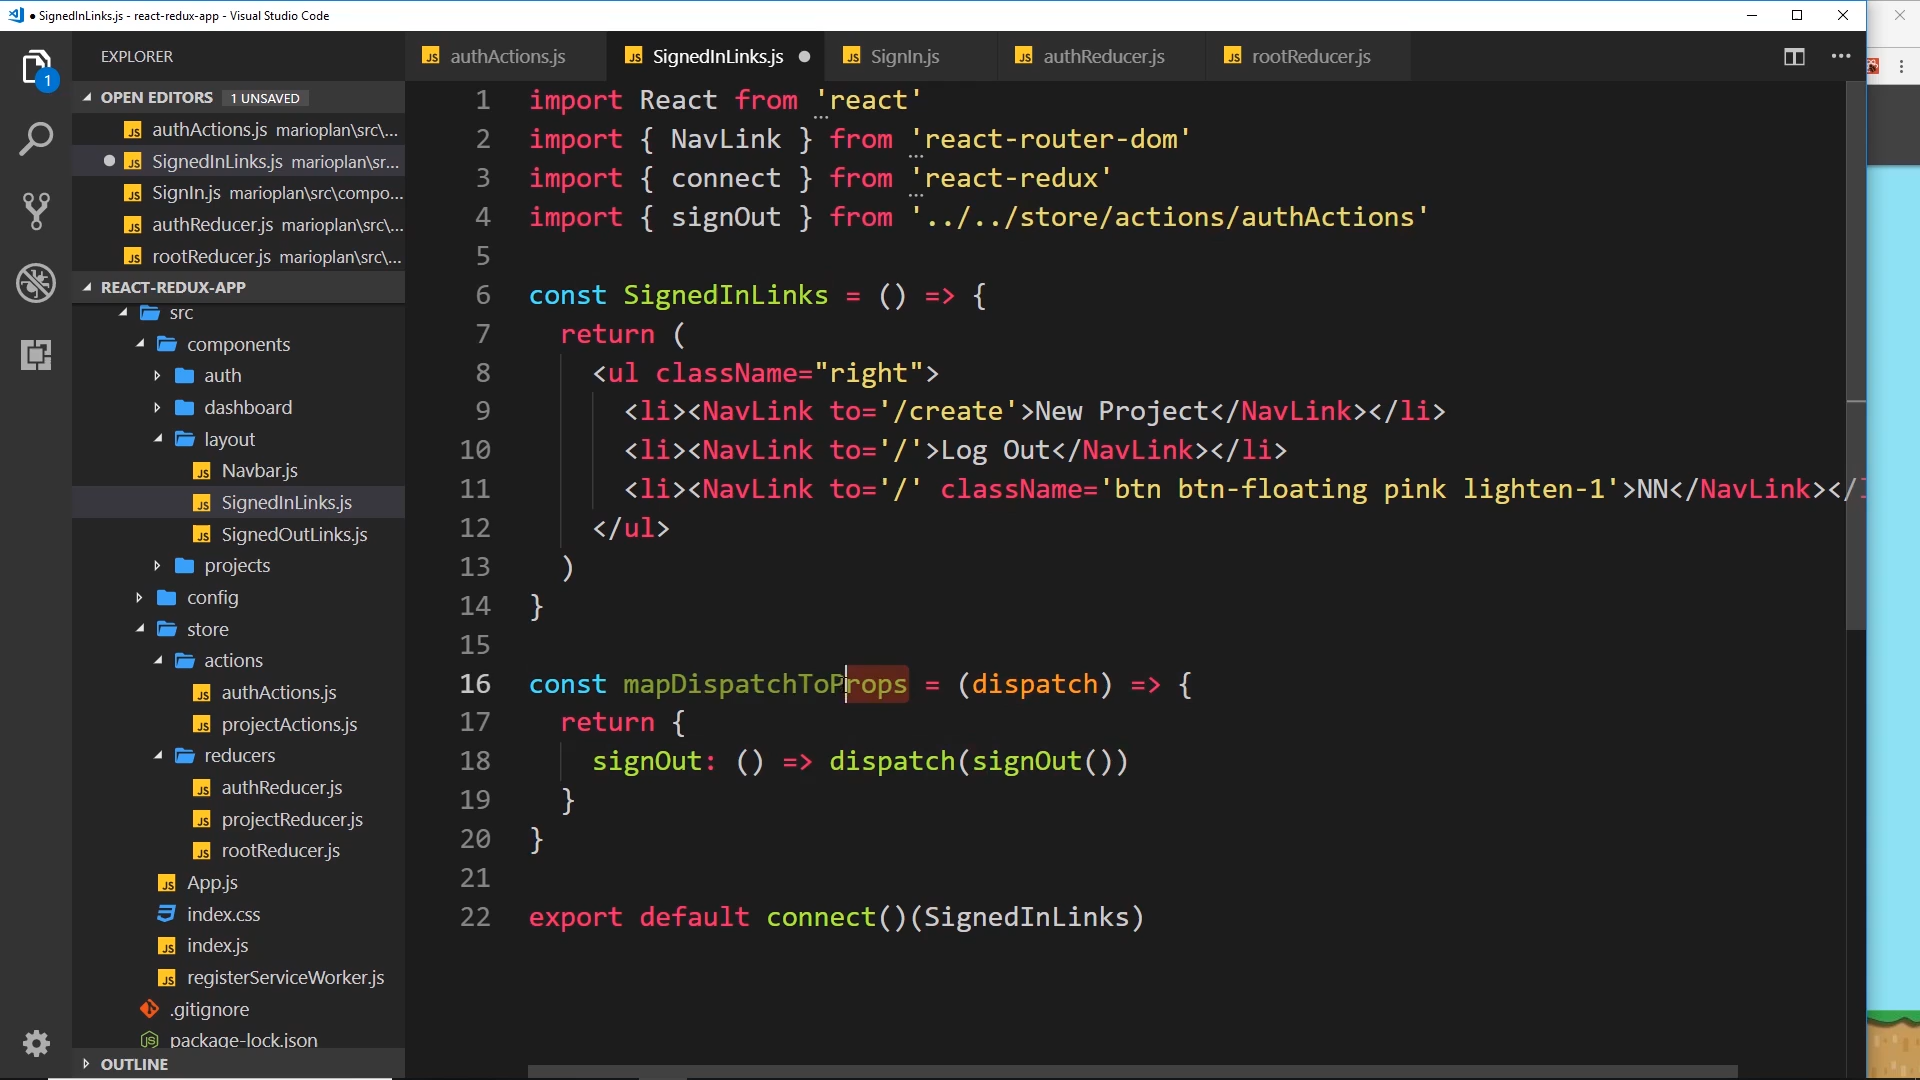 SignedInLinks.js - react-redux-app - Visual Studio Code
EXPLORER
1
OPEN EDITORS 1 UNSAVED
authActions.js marioplan\src\...
SignedInLinks.js marioplan\sr...
SignIn.js marioplan\src\compo...
authReducer.js marioplan\src\...
rootReducer.js marioplan\src\...
REACT-REDUX-APP
src
components
auth
dashboard
layout
Navbar.js
SignedInLinks.js
SignedOutLinks.js
projects
config
store
actions
authActions.js
projectActions.js
reducers
authReducer.js
projectReducer.js
rootReducer.js
App.js
index.css
index.js
registerServiceWorker.js
.gitignore
package-lock.json
OUTLINE
authActions.js SignedInLinks.js SignIn.js authReducer.js rootReducer.js
1 import React from 'react'
2 import { NavLink } from 'react-router-dom'
3 import { connect } from 'react-redux'
4 import { signOut } from '../../store/actions/authActions'
5
6 const SignedInLinks = () => {
7 return (
8 <ul className="right">
9 <li><NavLink to='/create'>New Project</NavLink></li>
10 <li><NavLink to='/'>Log Out</NavLink></li>
11 <li><NavLink to='/' className='btn btn-floating pink lighten-1'>NN</NavLink></l
12 </ul>
13 )
14 }
15
16 const mapDispatchToProps = (dispatch) => {
17 return {
18 signOut: () => dispatch(signOut())
19 }
20 }
21
22 export default connect()(SignedInLinks)